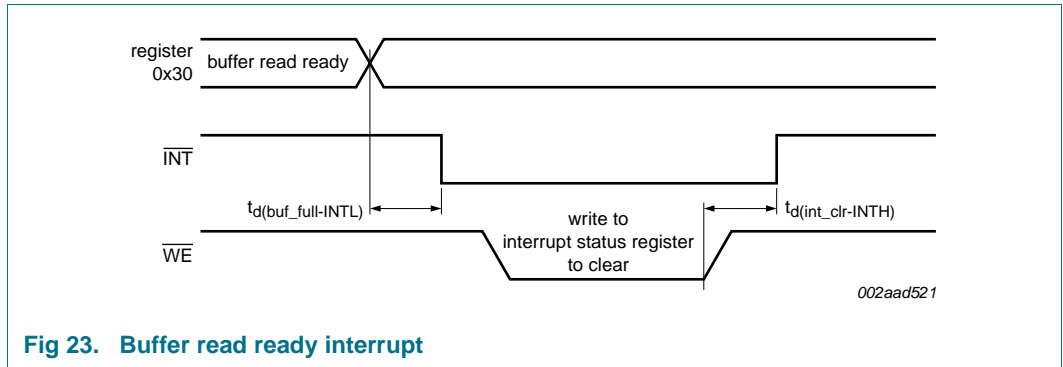 register
0x30
buffer read ready
INT
td(buf_full-INTL)
td(int_clr-INTH)
write to
interrupt status register
to clear
WE
002aad521
Fig 23. Buffer read ready interrupt